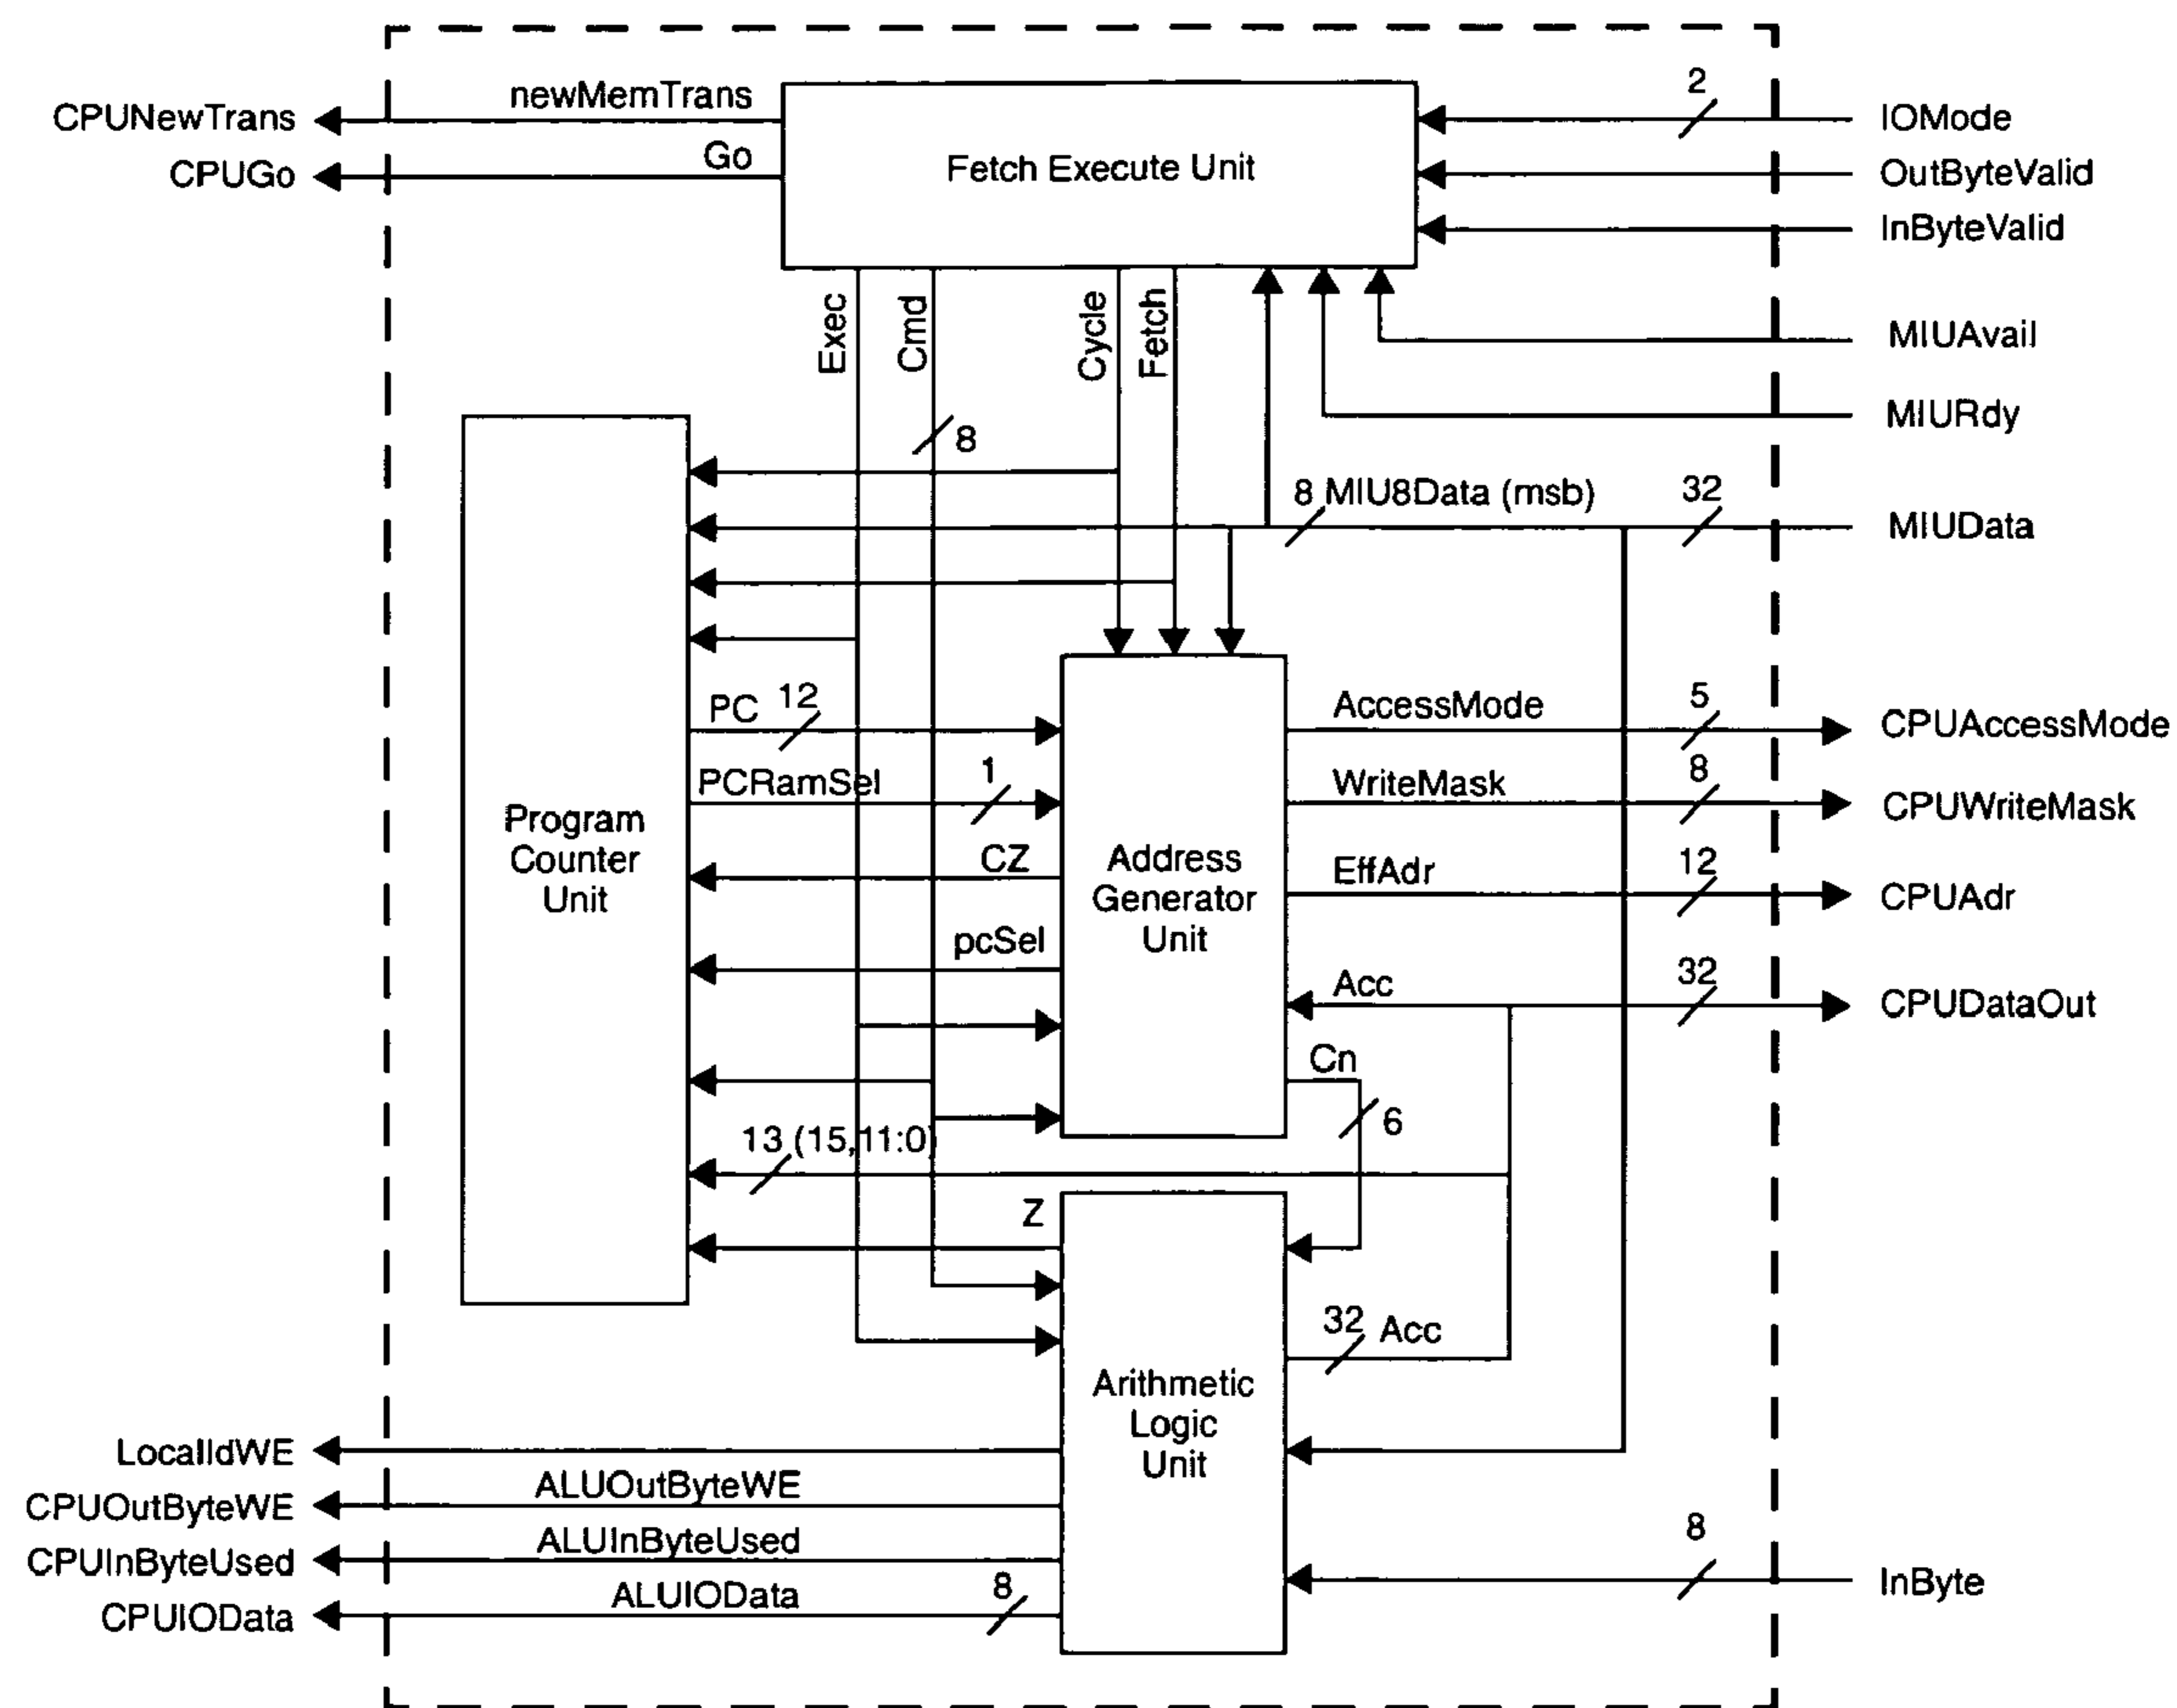 2
newMemTrans
CPUNewTrans
IOMode
Go
Fetch Execute Unit
CPUGo
OutByteValid
InByteValid
Exec
Cmd
Cycle
Fetch
MIUAvail
MIURdy
8
8 MIU8Data (msb)
32
MIUData
PC
12
AccessMode
5
CPUAccessMode
PCRamSel
1
WriteMask
8
CPUWriteMask
Program
Counter
Unit
CZ
Address
Generator
Unit
EffAdr
12
CPUAdr
pcSel
Acc
32
CPUDataOut
Cn
6
13 (15,11:0)
Z
32 Acc
Arithmetic
Logic
Unit
LocalIdWE
ALUOutByteWE
CPUOutByteWE
ALUInByteUsed
CPUInByteUsed
8
InByte
ALUIOData
8
CPUIOData